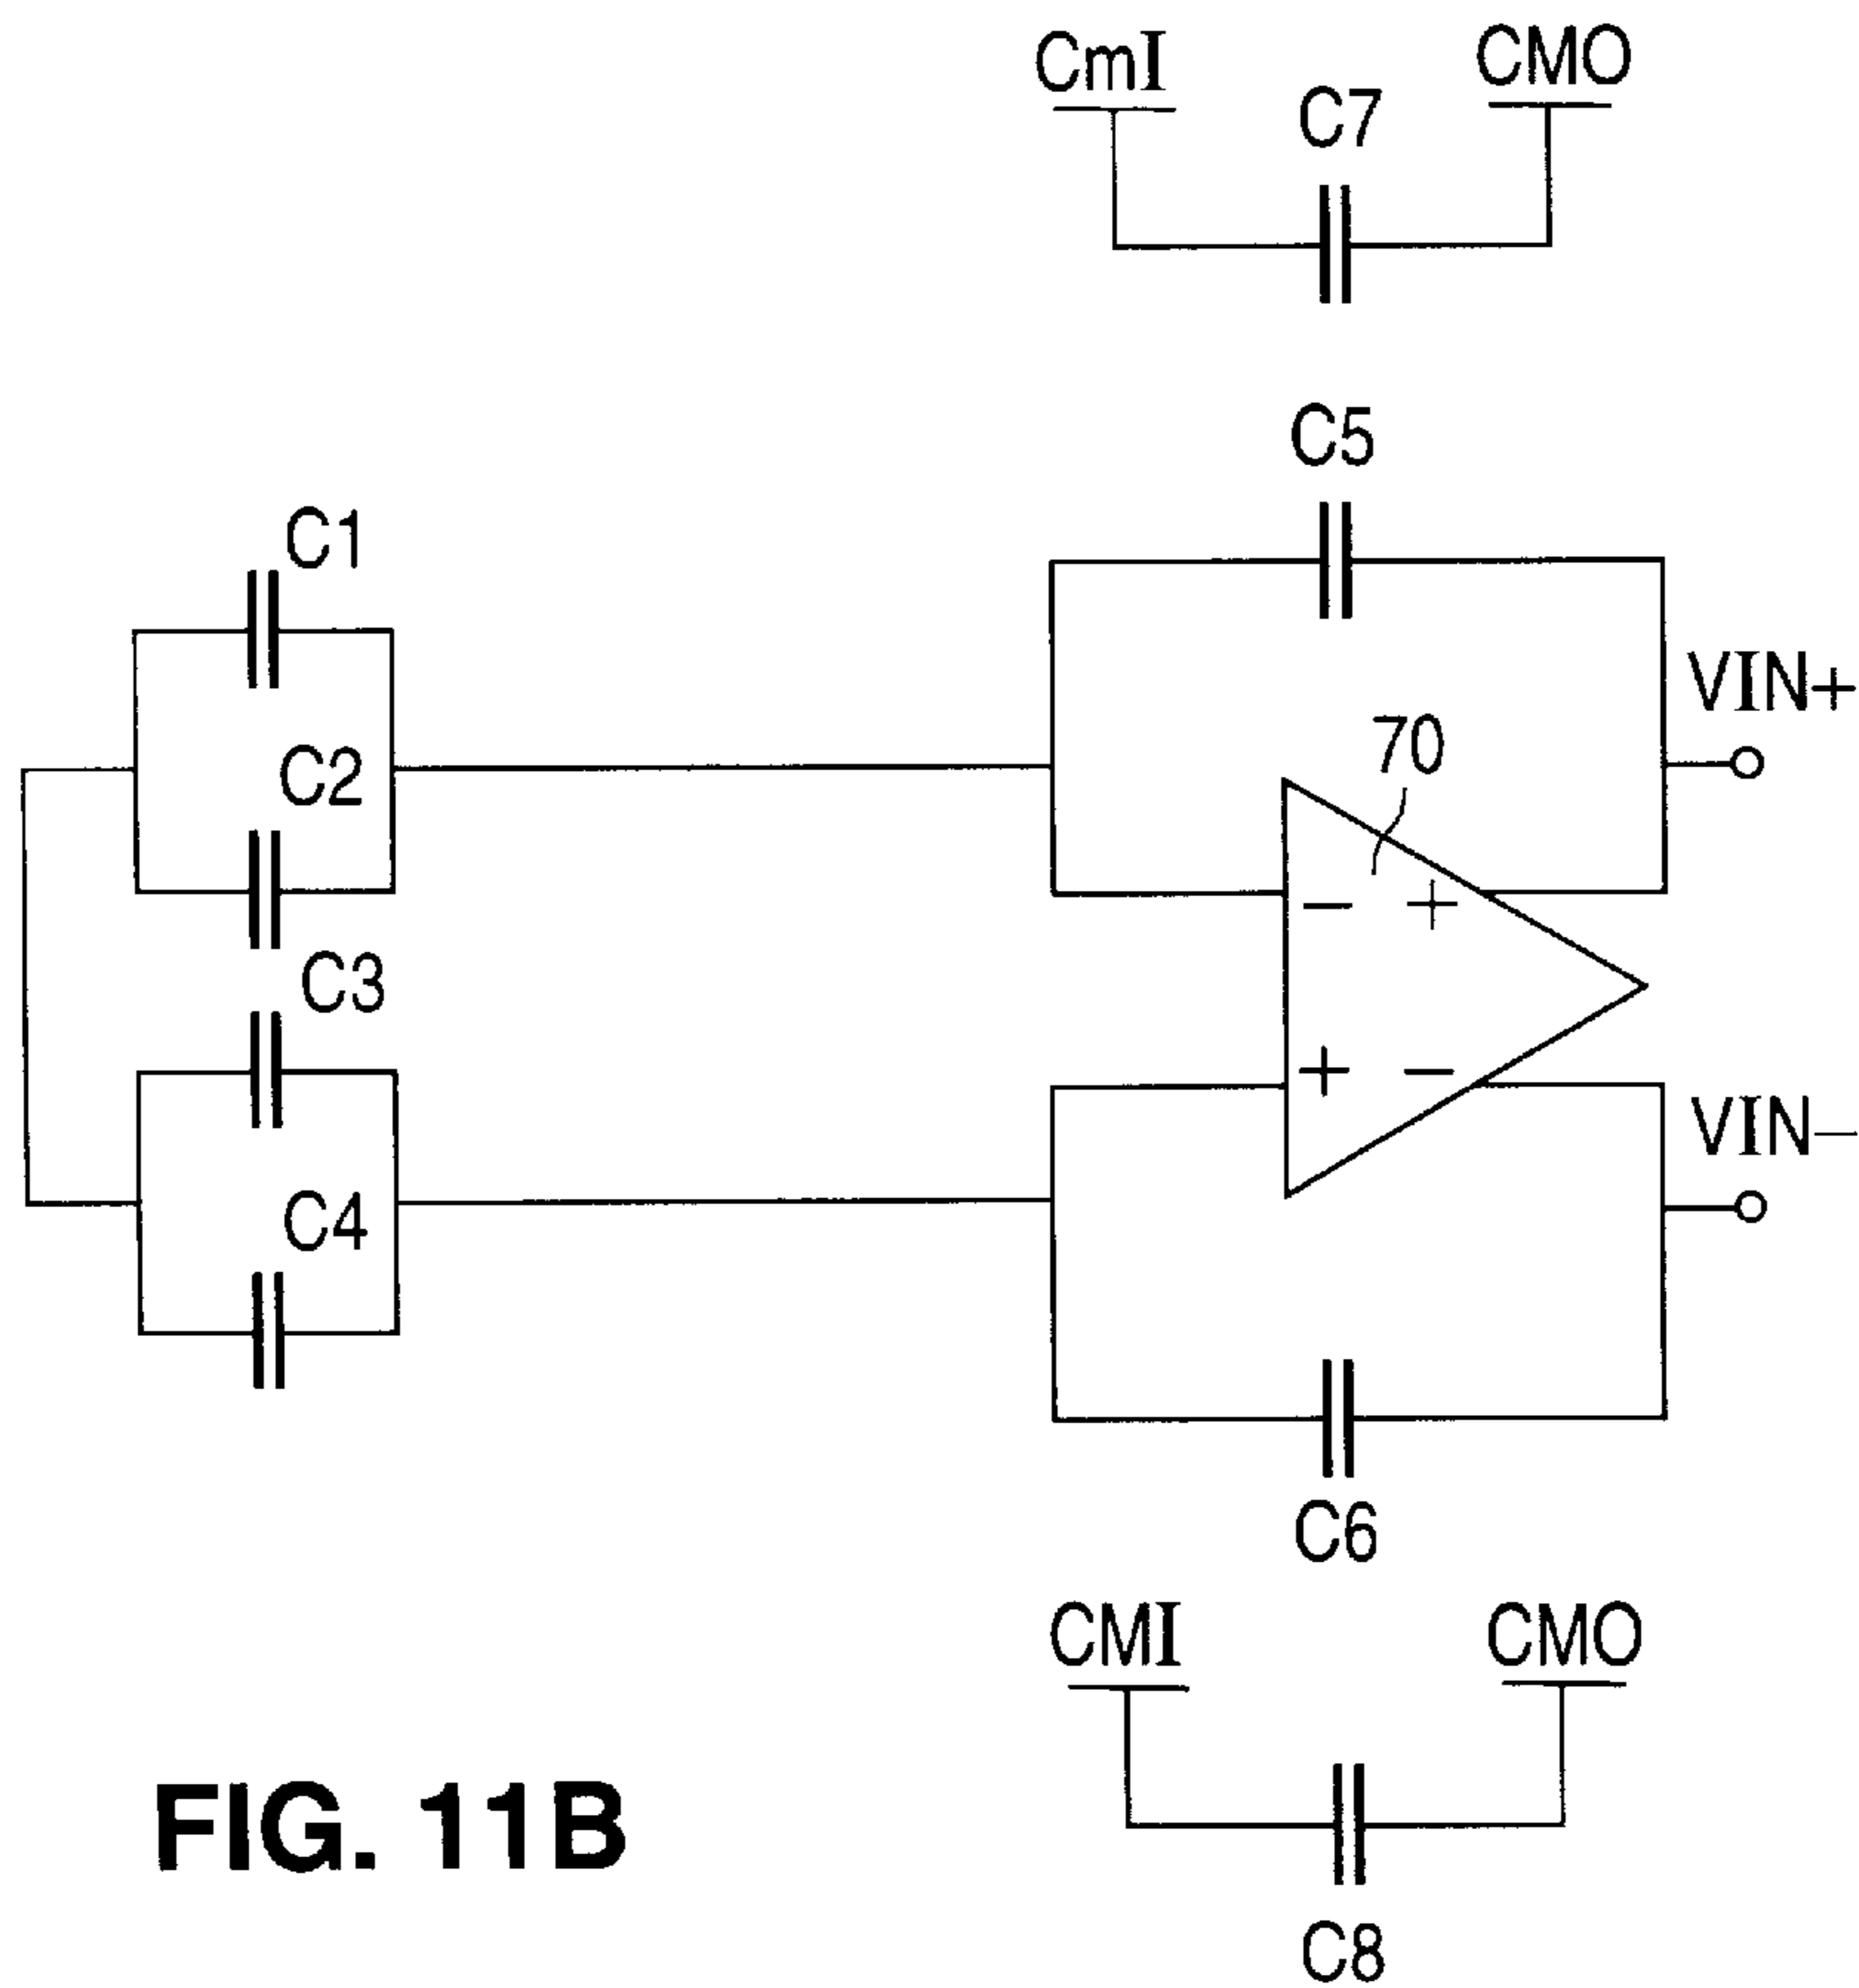 CmI
CMO
C7
C5
C1
VIN+
70
C2
- +
C3
+ -
VIN-
C4
C6
CMI
CMO
FIG. 11B
C8